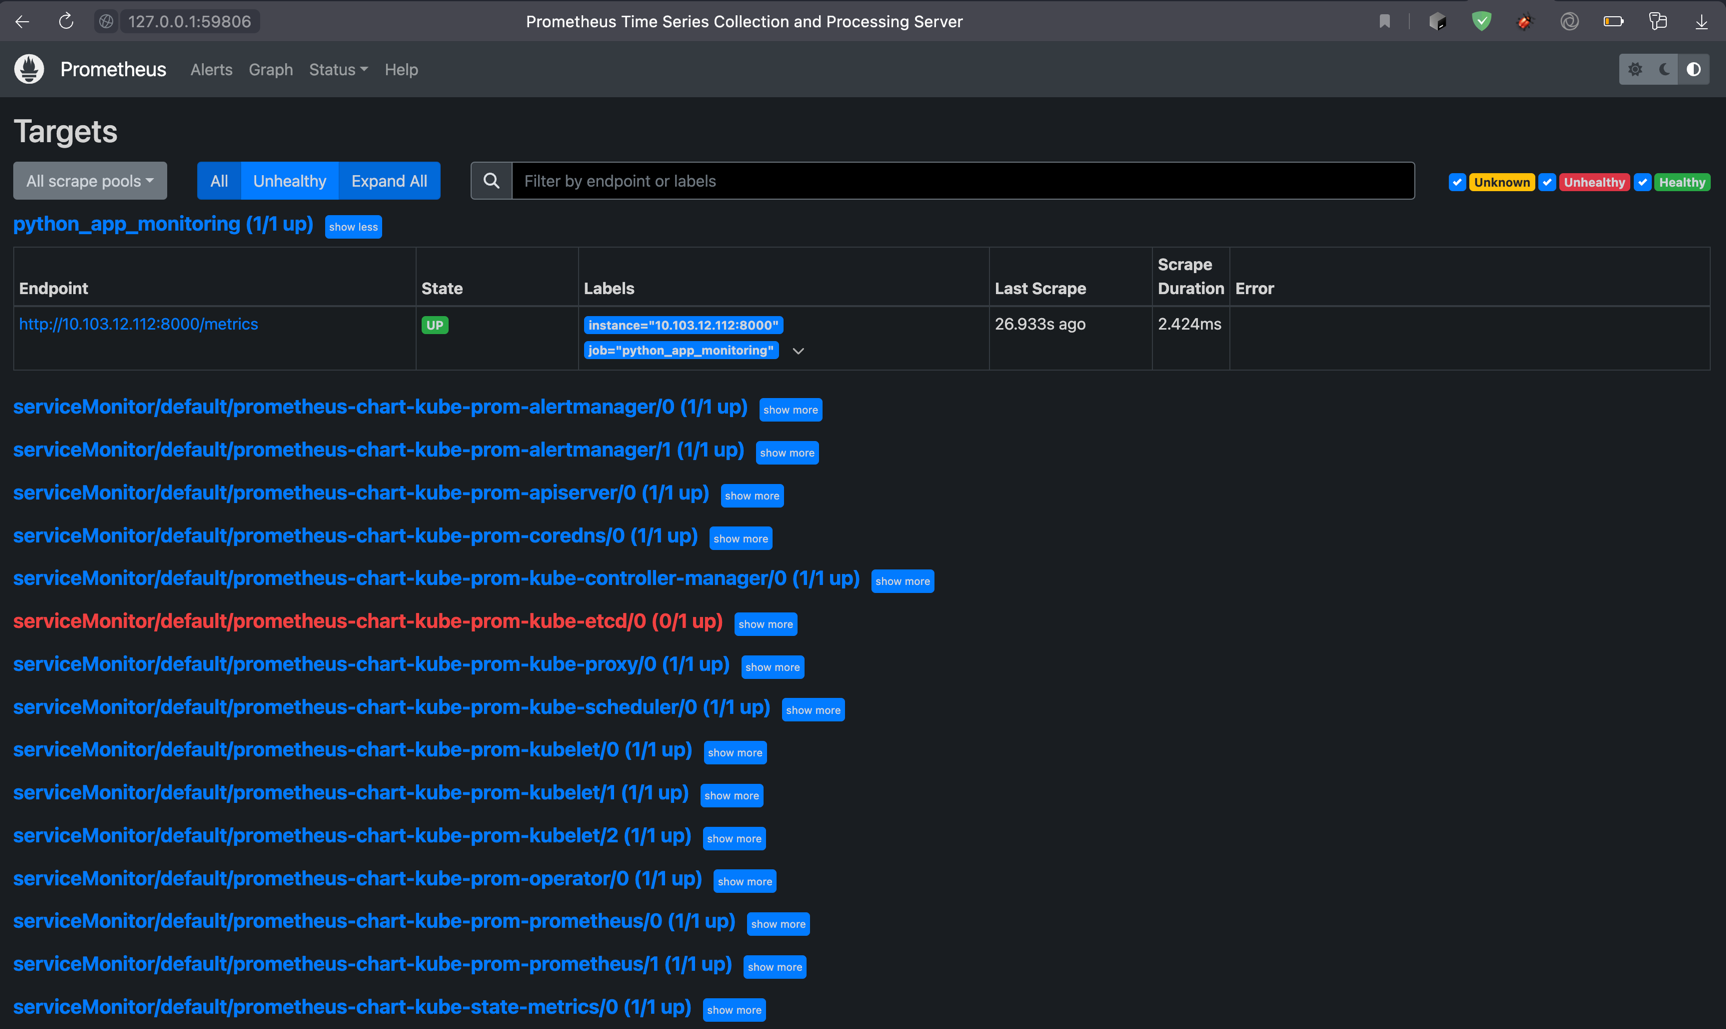 127.0.0.1:59806
Prometheus Time Series Collection and Processing Server
Prometheus Alerts Graph Status Help
Targets
All scrape pools
All Unhealthy Expand All
Filter by endpoint or labels
Unknown Unhealthy Healthy
python_app_monitoring (1/1 up) show less
Endpoint State Labels Last Scrape Scrape Duration Error
http://10.103.12.112:8000/metrics UP instance="10.103.12.112:8000" 26.933s ago 2.424ms
job="python_app_monitoring"
serviceMonitor/default/prometheus-chart-kube-prom-alertmanager/0 (1/1 up) show more
serviceMonitor/default/prometheus-chart-kube-prom-alertmanager/1 (1/1 up) show more
serviceMonitor/default/prometheus-chart-kube-prom-apiserver/0 (1/1 up) show more
serviceMonitor/default/prometheus-chart-kube-prom-coredns/0 (1/1 up) show more
serviceMonitor/default/prometheus-chart-kube-prom-kube-controller-manager/0 (1/1 up) show more
serviceMonitor/default/prometheus-chart-kube-prom-kube-etcd/0 (0/1 up) show more
serviceMonitor/default/prometheus-chart-kube-prom-kube-proxy/0 (1/1 up) show more
serviceMonitor/default/prometheus-chart-kube-prom-kube-scheduler/0 (1/1 up) show more
serviceMonitor/default/prometheus-chart-kube-prom-kubelet/0 (1/1 up) show more
serviceMonitor/default/prometheus-chart-kube-prom-kubelet/1 (1/1 up) show more
serviceMonitor/default/prometheus-chart-kube-prom-kubelet/2 (1/1 up) show more
serviceMonitor/default/prometheus-chart-kube-prom-operator/0 (1/1 up) show more
serviceMonitor/default/prometheus-chart-kube-prom-prometheus/0 (1/1 up) show more
serviceMonitor/default/prometheus-chart-kube-prom-prometheus/1 (1/1 up) show more
serviceMonitor/default/prometheus-chart-kube-state-metrics/0 (1/1 up) show more